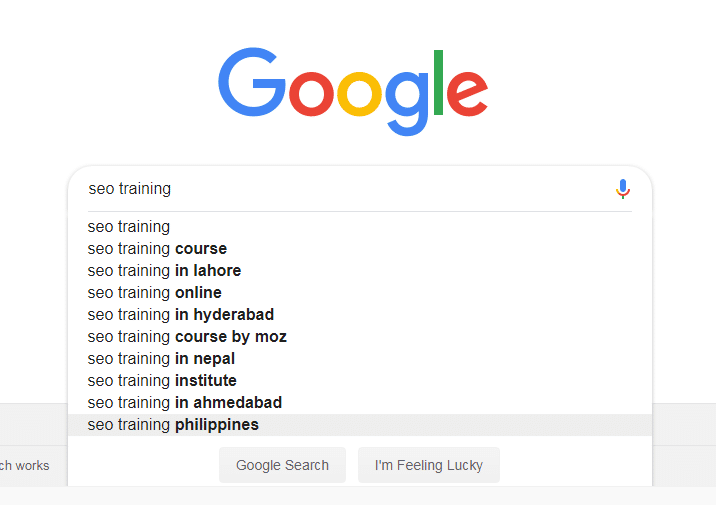 Google
seo training
seo training
seo training course
seo training in lahore
seo training online
seo training in hyderabad
seo training course by moz
seo training in nepal
seo training institute
seo training in ahmedabad
seo training philippines
ch works
Google Search
I'm Feeling Lucky